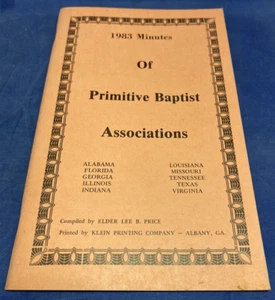 1983 Minutes
Of
Primitive Baptist
Associations
ALABAMA
FLORIDA
GEORGIA
ILLINOIS
INDIANA
LOUISIANA
MISSOURI
TENNESSEE
TEXAS
VIRGINIA
Compiled by ELDER LEE B. PRICE
Printed by KLEIN PRINTING COMPANY — ALBANY, GA.